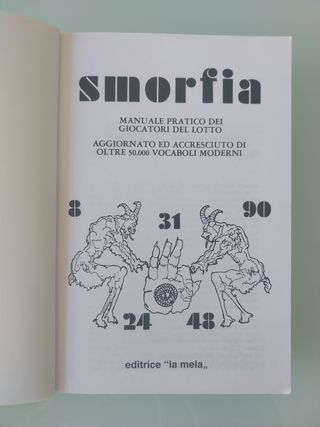 smorfia
MANUALE PRATICO DEI
GIOCATORI DEL LOTTO
AGGIORNATO ED ACCRESCIUTO DI
OLTRE 50.000 VOCABOLI MODERNI
8 31 90
24 48
editrice "la mela„